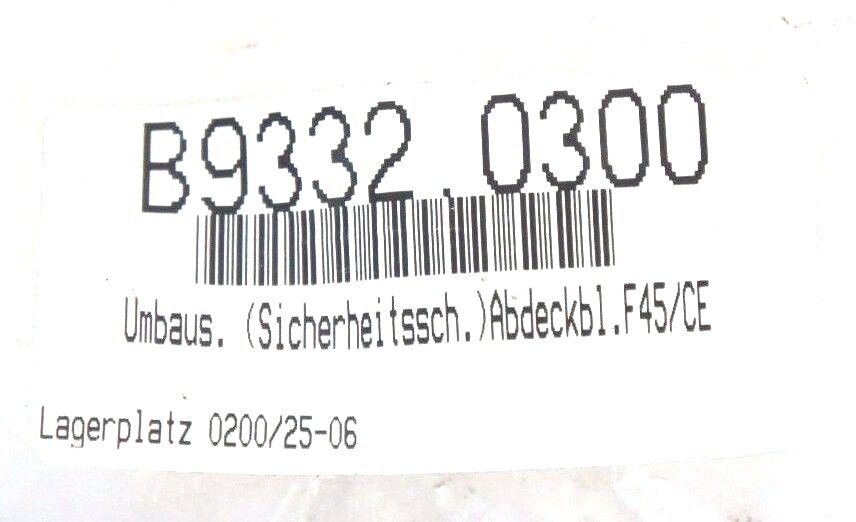 B9332.0300
Umbaus. (Sicherheitssch.)Abdeckbl.F45/CE
Lagerplatz 0200/25-06